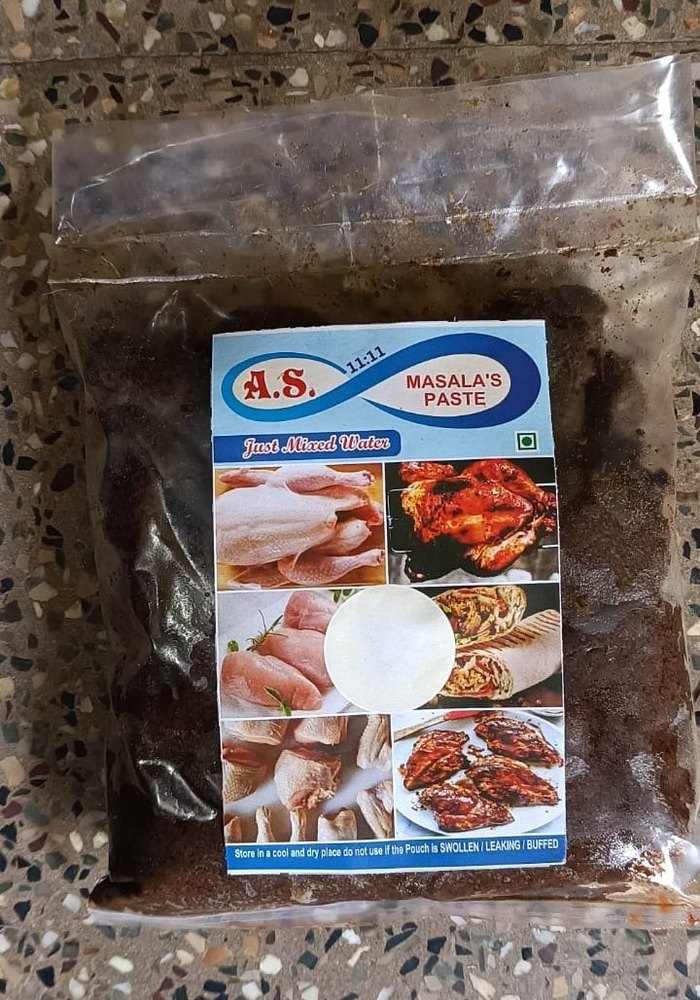 A.S.
11:11
MASALA'S
PASTE
Just Mixed Water
Store in a cool and dry place do not use if the Pouch is SWOLLEN / LEAKING / BUFFED